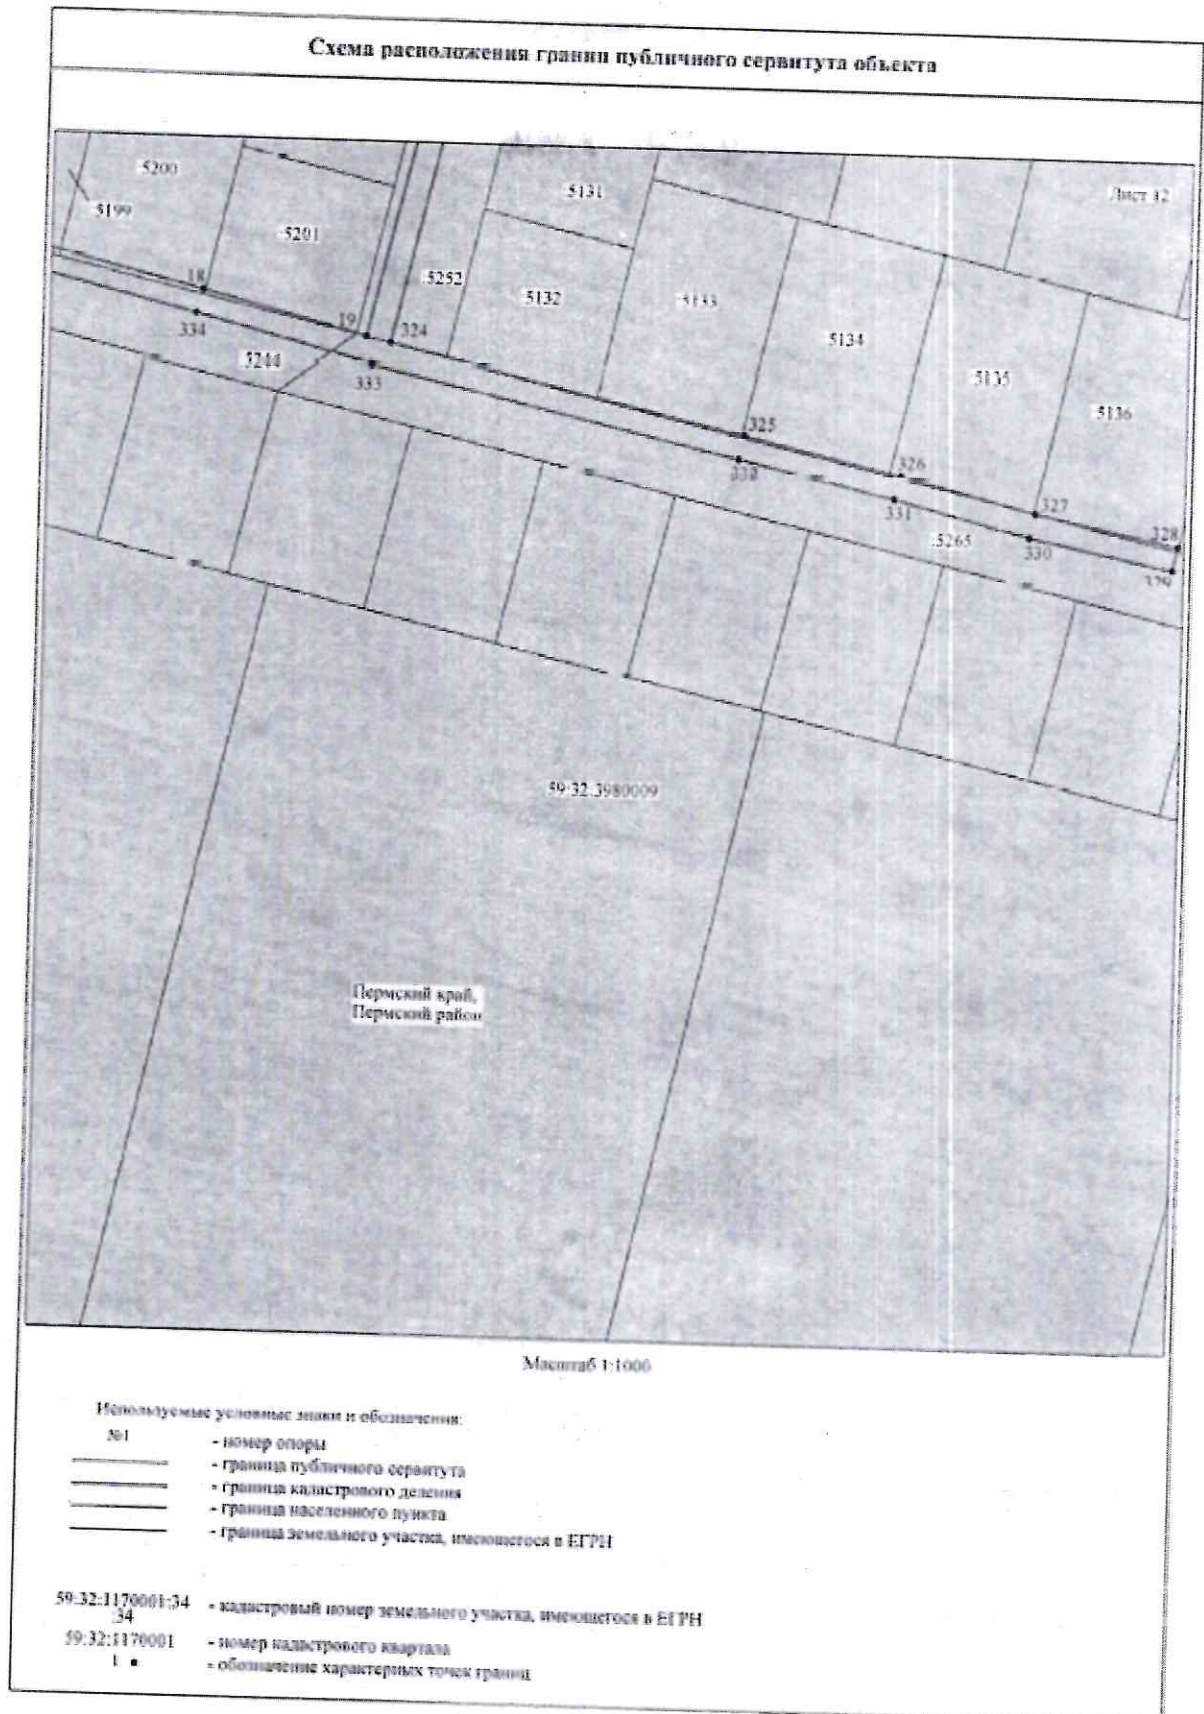 Схема расположения границ публичного сервитута объекта
Лист 12
:5200
:5199
:5201
:5131
:5252
:5132
:5133
:5134
:5135
:5136
18
19
324
334
333
325
326
332
331
327
328
:5265
330
329
59:32:3980009
Пермский край,
Пермский район
Масштаб 1:1000
Используемые условные знаки и обозначения:
№1 - номер опоры
- граница публичного сервитута
- граница кадастрового деления
- граница населенного пункта
- граница земельного участка, имеющегося в ЕГРН
59:32:1170001:34
:34 - кадастровый номер земельного участка, имеющегося в ЕГРН
59:32:1170001 - номер кадастрового квартала
1 - обозначение характерных точек границ